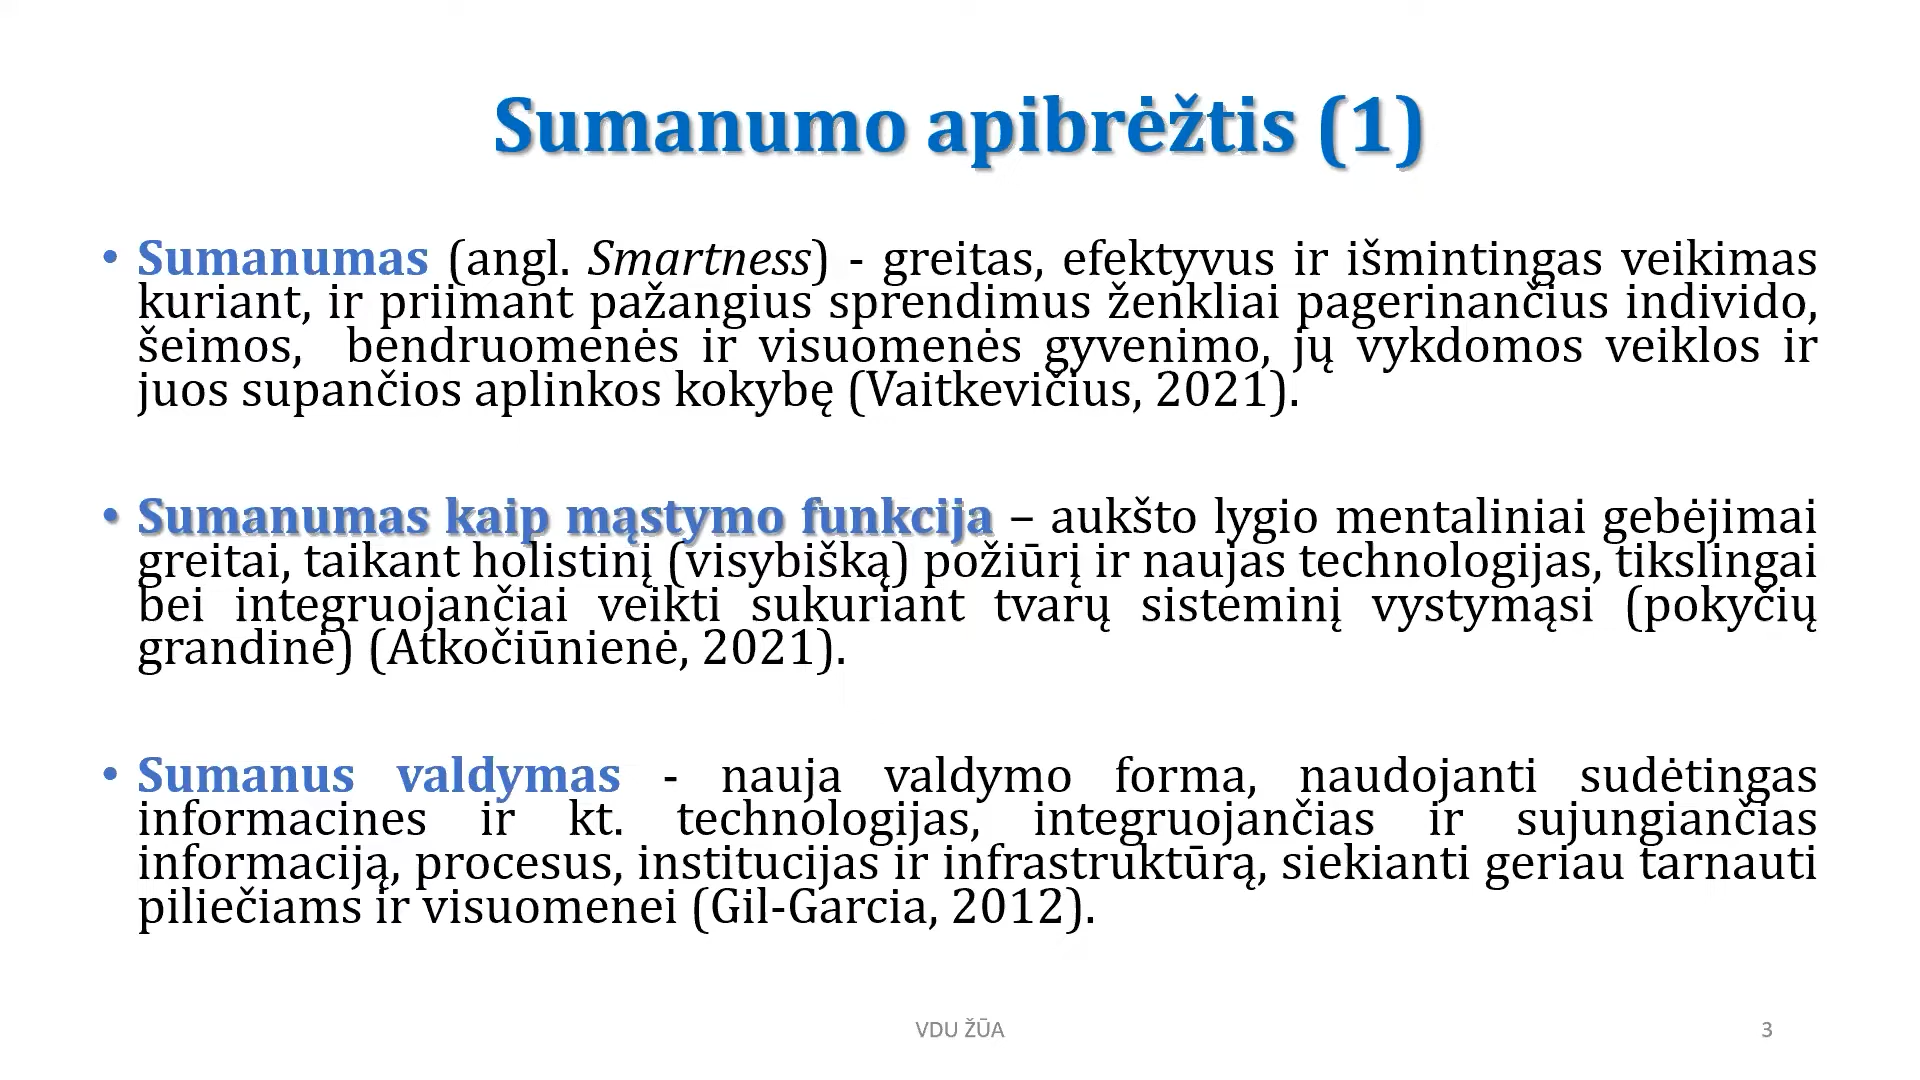 Sumanumo apibrėžtis (1)
• Sumanumas (angl. Smartness) - greitas, efektyvus ir išmintingas veikimas
kuriant, ir priimant pažangius sprendimus ženkliai pagerinančius individo,
šeimos, bendruomenės ir visuomenės gyvenimo, jų vykdomos veiklos ir
juos supančios aplinkos kokybę (Vaitkevičius, 2021).
• Sumanumas kaip mąstymo funkcija – aukšto lygio mentaliniai gebėjimai
greitai, taikant holistinį (visybišką) požiūrį ir naujas technologijas, tikslingai
bei integruojančiai veikti sukuriant tvarų sisteminį vystymąsi (pokyčių
grandinė) (Atkočiūnienė, 2021).
• Sumanus valdymas - nauja valdymo forma, naudojanti sudėtingas
informacines ir kt. technologijas, integruojančias ir sujungiančias
informaciją, procesus, institucijas ir infrastruktūrą, siekianti geriau tarnauti
piliečiams ir visuomenei (Gil-Garcia, 2012).
VDU ŽŪA
3